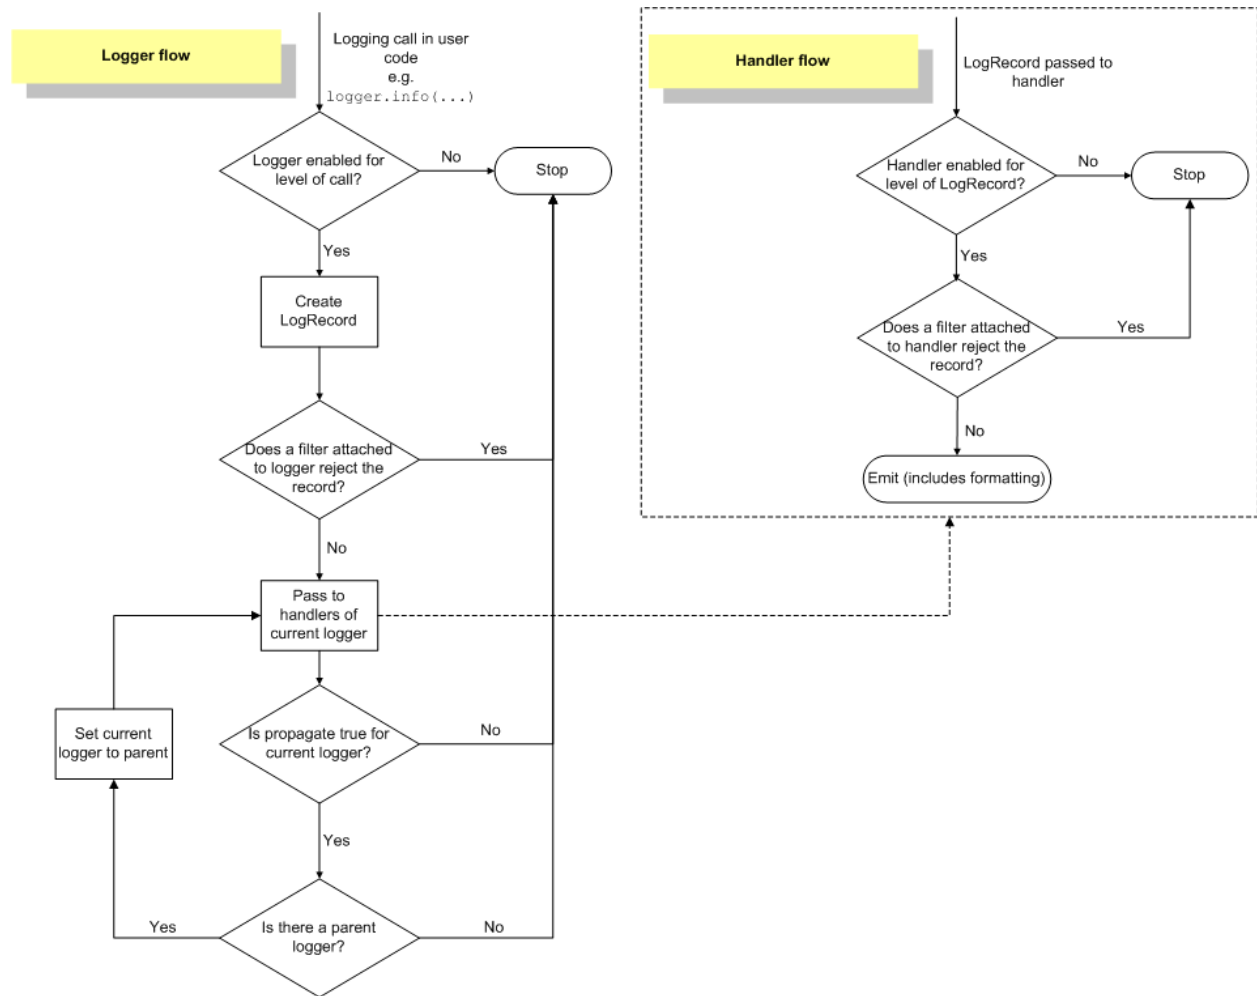 Logger flow
Logging call in user
code
e.g.
logger.info(...)
Logger enabled for
level of call?
No
Stop
Yes
Create
LogRecord
Does a filter attached
to logger reject the
record?
Yes
No
Pass to
handlers of
current logger
Set current
logger to parent
Is propagate true for
current logger?
No
Yes
Is there a parent
logger?
Yes
No
Handler flow
LogRecord passed to
handler
Handler enabled for
level of LogRecord?
No
Stop
Yes
Does a filter attached
to handler reject the
record?
Yes
No
Emit (includes formatting)